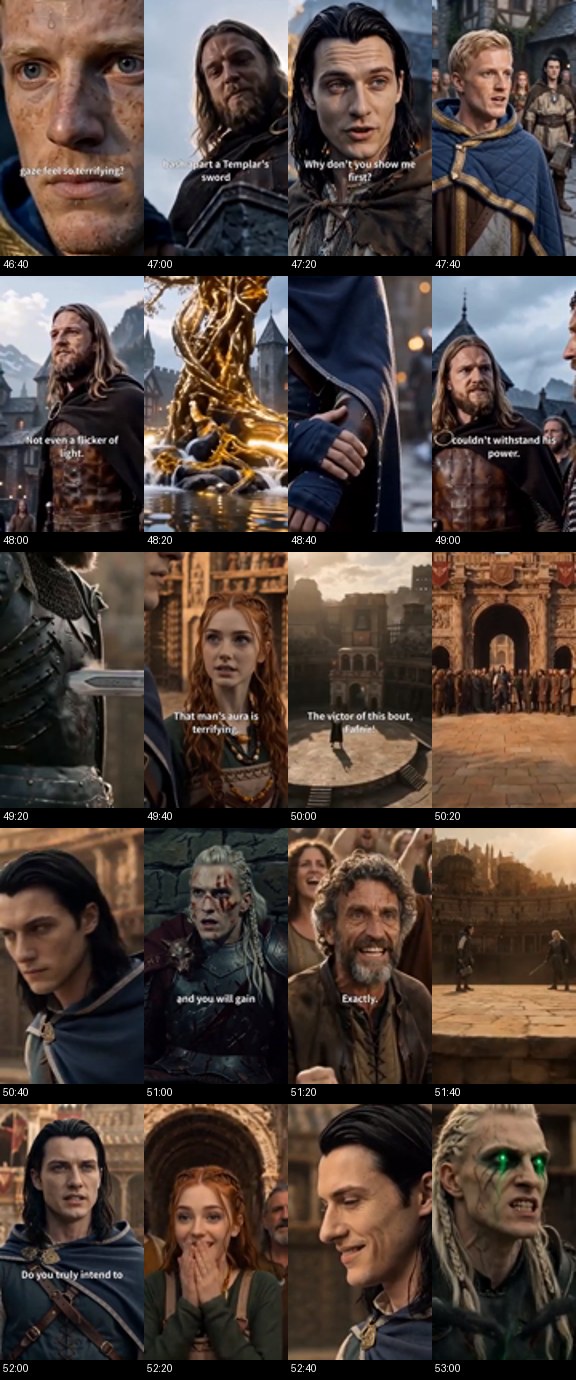 gaze feel so terrifying?
apart a Templar's
sword
Why don't you show me
first?
46:40
47:00
47:20
47:40
Not even a flicker of
light.
couldn't withstand his
power.
48:00
48:20
48:40
49:00
That man's aura is
terrifying.
The victor of this bout,
49:20
49:40
50:00
50:20
and you will gain
Exactly.
50:40
51:00
51:20
51:40
Do you truly intend to
52:00
52:20
52:40
53:00